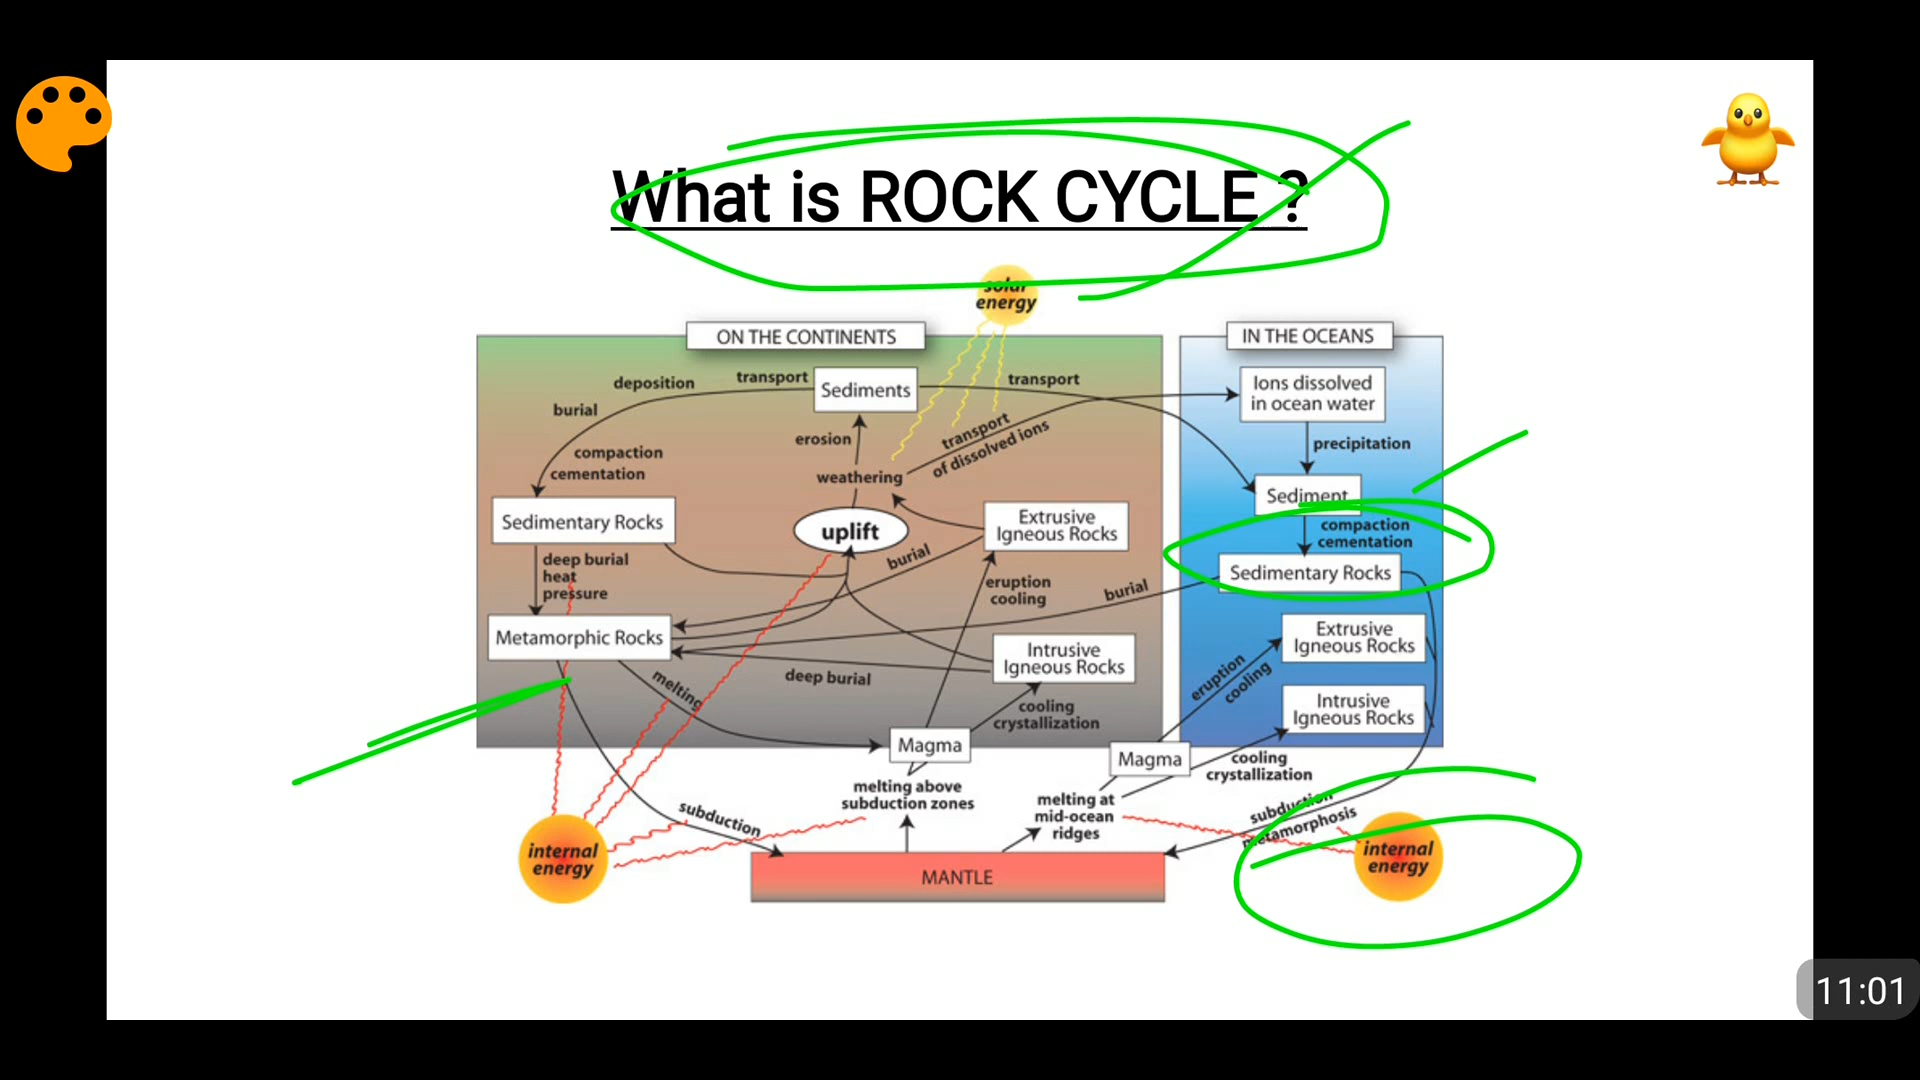 What is ROCK CYCLE ?
solar
energy
ON THE CONTINENTS
IN THE OCEANS
deposition
transport
Sediments
transport
Ions dissolved
in ocean water
burial
erosion
transport
of dissolved ions
precipitation
compaction
cementation
weathering
Sediment
Sedimentary Rocks
uplift
Extrusive
Igneous Rocks
compaction
cementation
deep burial
heat
pressure
burial
eruption
cooling
burial
Sedimentary Rocks
Metamorphic Rocks
Intrusive
Igneous Rocks
Extrusive
Igneous Rocks
melting
deep burial
eruption
cooling
cooling
crystallization
Intrusive
Igneous Rocks
Magma
Magma
cooling
crystallization
melting above
subduction zones
melting at
mid-ocean
ridges
subduction
subduction
metamorphosis
internal
energy
internal
energy
MANTLE
11:01